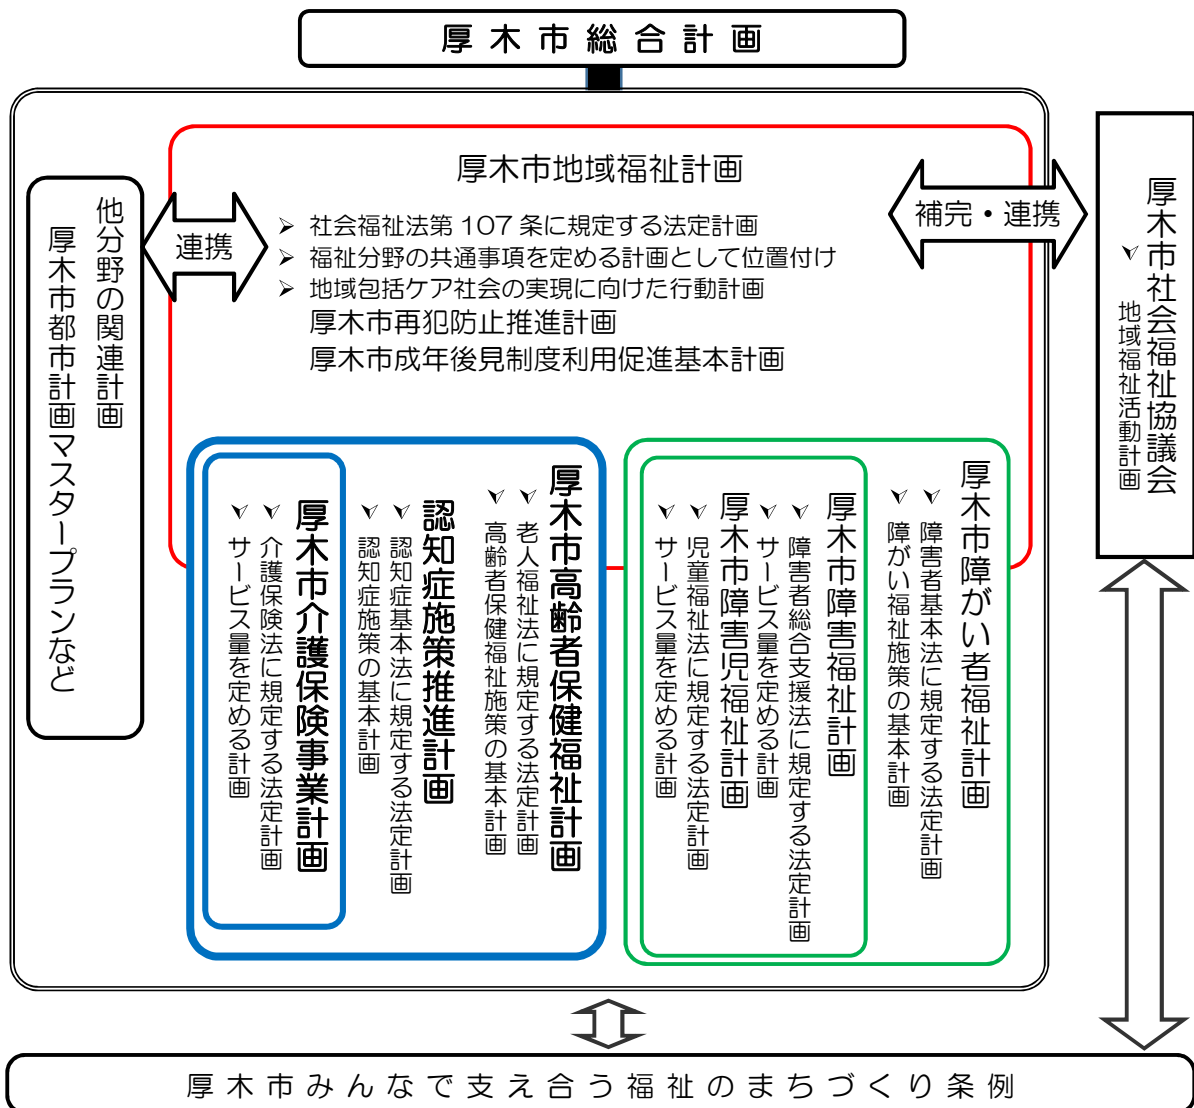 厚木市総合計画
厚木市地域福祉計画
➢ 社会福祉法第 107 条に規定する法定計画
➢ 福祉分野の共通事項を定める計画として位置付け
➢ 地域包括ケア社会の実現に向けた行動計画
厚木市再犯防止推進計画
厚木市成年後見制度利用促進基本計画
連携
補完・連携
他分野の関連計画
厚木市都市計画マスタープランなど
厚木市社会福祉協議会
➢ 地域福祉活動計画
厚木市障がい者福祉計画
➢ 障害者基本法に規定する法定計画
➢ 障がい福祉施策の基本計画
厚木市障害福祉計画
➢ 障害者総合支援法に規定する法定計画
➢ サービス量を定める計画
厚木市障害児福祉計画
➢ 児童福祉法に規定する法定計画
➢ サービス量を定める計画
厚木市高齢者保健福祉計画
➢ 老人福祉法に規定する法定計画
➢ 高齢者保健福祉施策の基本計画
認知症施策推進計画
➢ 認知症基本法に規定する法定計画
➢ 認知症施策の基本計画
厚木市介護保険事業計画
➢ 介護保険法に規定する法定計画
➢ サービス量を定める計画
厚木市みんなで支え合う福祉のまちづくり条例